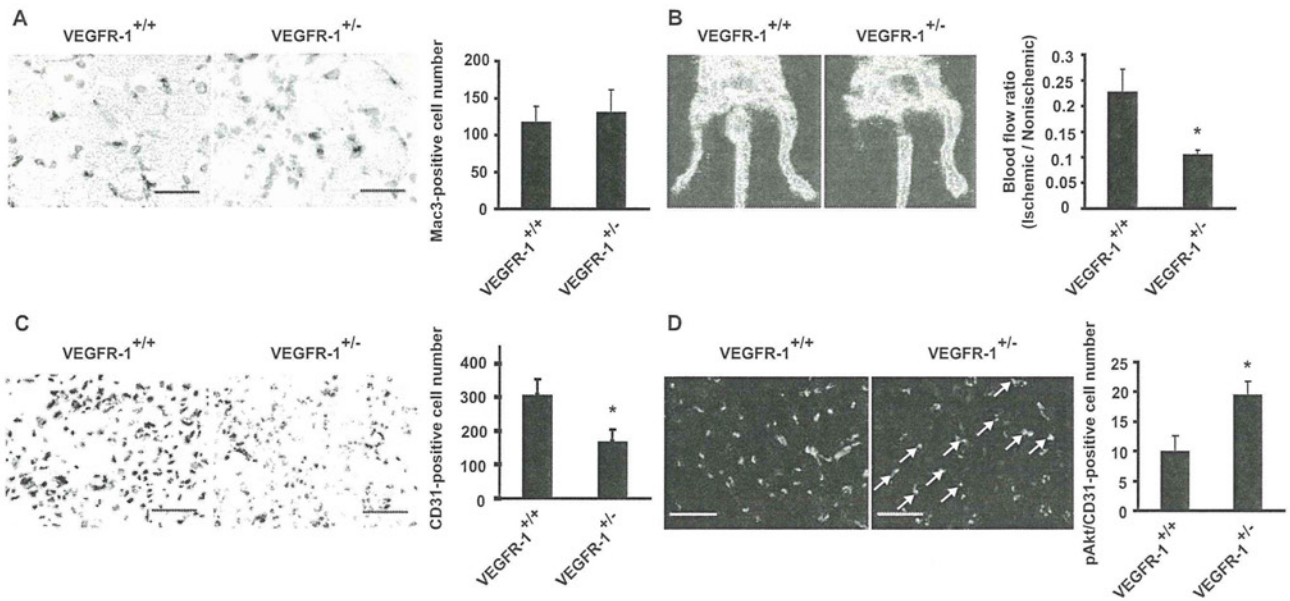 A
VEGFR-1+/+
VEGFR-1+/-
Mac3-positive cell number
200
150
100
50
0
VEGFR-1+/+
VEGFR-1+/-
B
VEGFR-1+/+
VEGFR-1+/-
Blood flow ratio
(Ischemic / Nonischemic)
0.3
0.25
0.2
0.15
0.1
0.05
0
*
VEGFR-1+/+
VEGFR-1+/-
C
VEGFR-1+/+
VEGFR-1+/-
CD31-positive cell number
400
300
200
100
0
*
VEGFR-1+/+
VEGFR-1+/-
D
VEGFR-1+/+
VEGFR-1+/-
pAkt/CD31-positive cell number
25
20
15
10
5
0
*
VEGFR-1+/+
VEGFR-1+/-